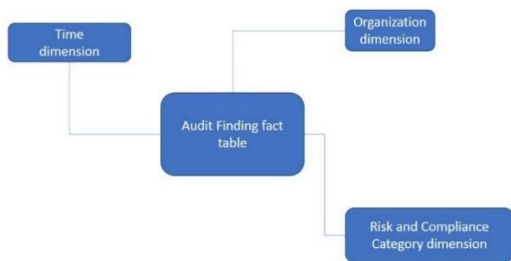 Organization
dimension
Time
dimension
Audit Finding fact
table
Risk and Compliance
Category dimension